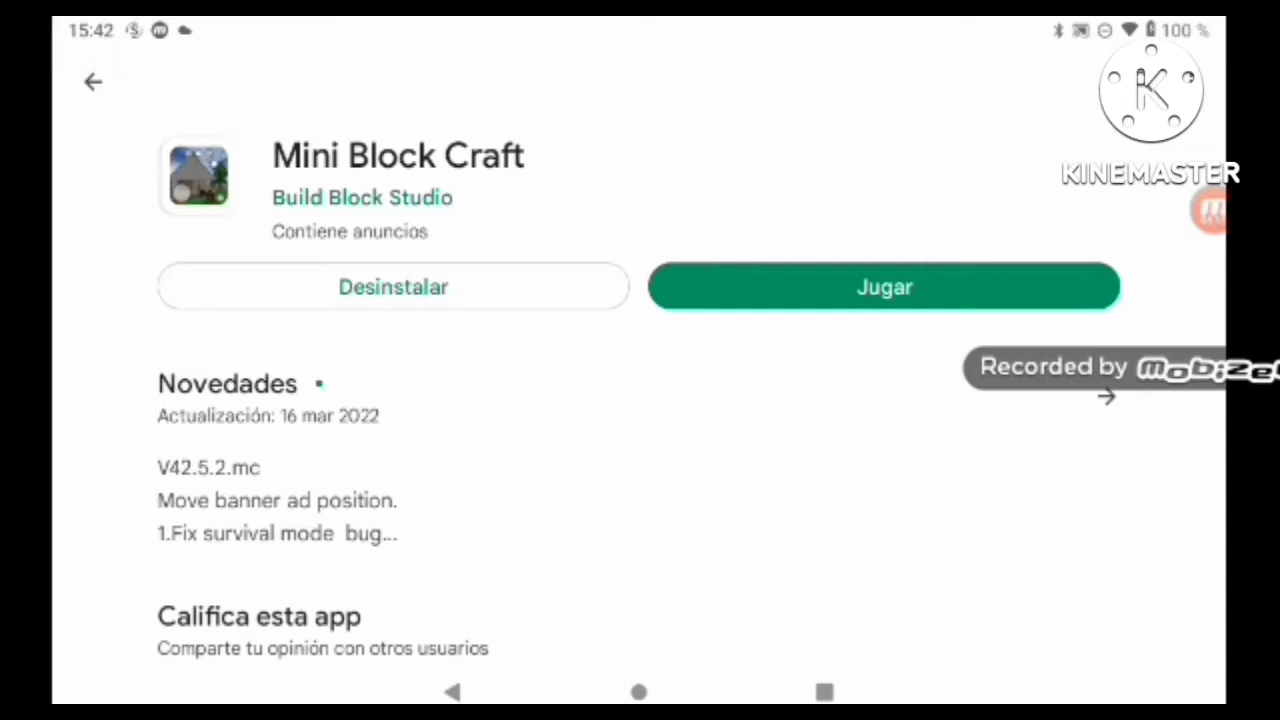 15:42
100 %
KINEMASTER
Mini Block Craft
Build Block Studio
Contiene anuncios
Desinstalar
Jugar
Recorded by
Novedades
Actualización: 16 mar 2022
V42.5.2.mc
Move banner ad position.
1.Fix survival mode bug...
Califica esta app
Comparte tu opinión con otros usuarios